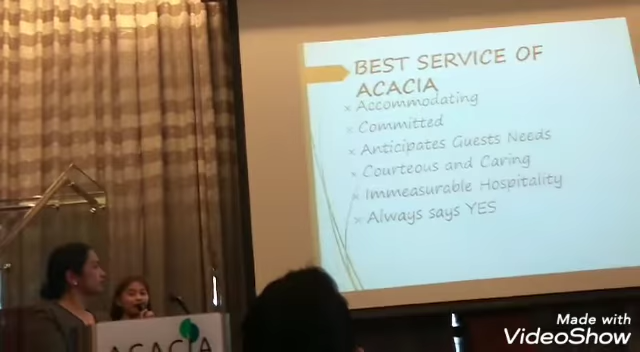 BEST SERVICE OF
ACACIA
× Accommodating
× Committed
× Anticipates Guests Needs
× Courteous and Caring
× Immeasurable Hospitality
× Always says YES
ACACIA
Made with
VideoShow